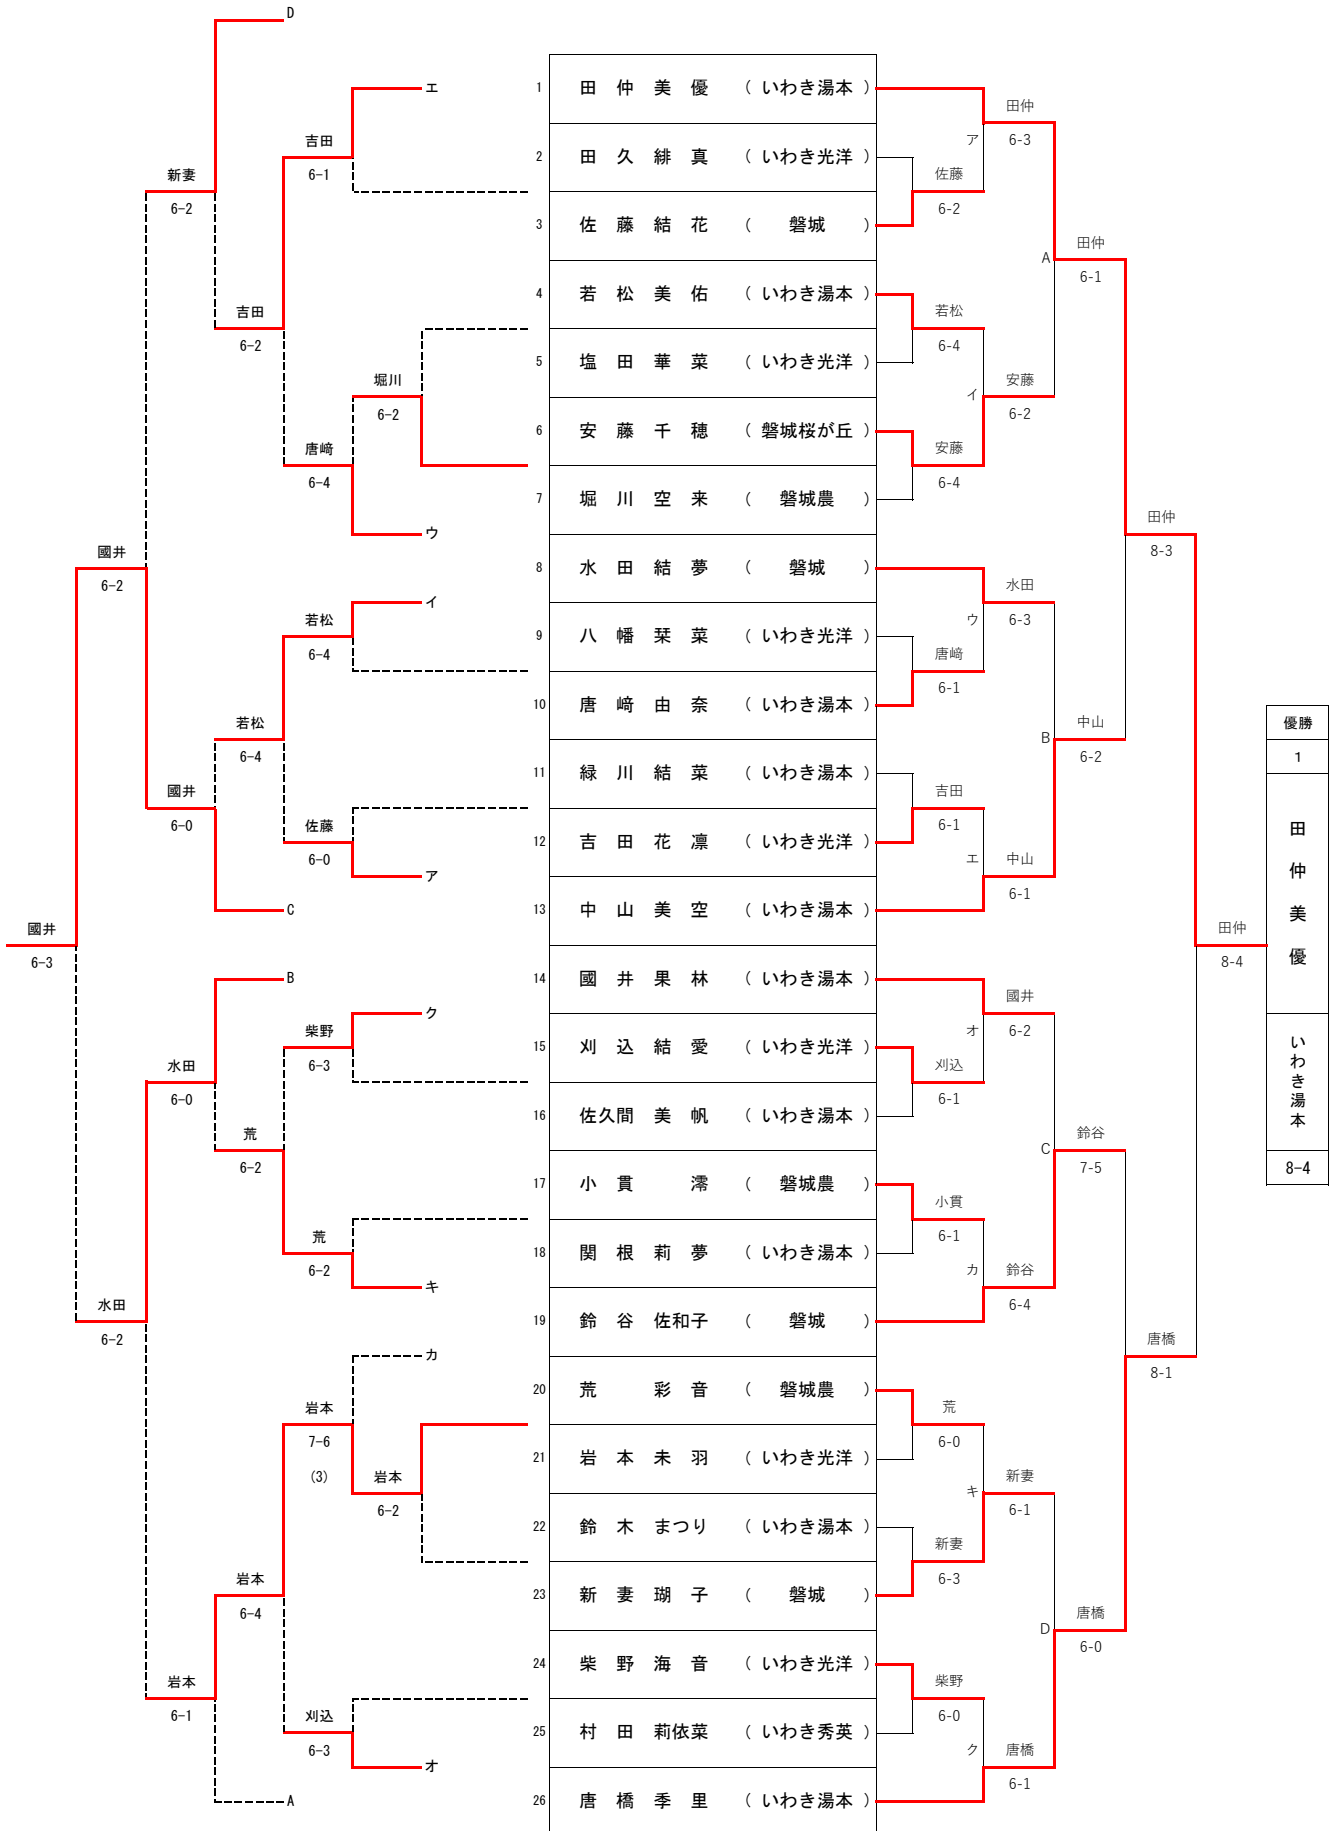 D
エ
吉田
6-1
新妻
6-2
吉田
6-2
堀川
6-2
唐﨑
6-4
ウ
國井
6-2
イ
若松
6-4
若松
6-4
國井
6-0
佐藤
6-0
ア
C
國井
6-3
B
ク
柴野
6-3
水田
6-0
荒
6-2
荒
6-2
キ
水田
6-2
カ
岩本
7-6
(3)
岩本
6-2
岩本
6-4
岩本
6-1
刈込
6-3
オ
A
1 田 仲 美 優 ( いわき湯本 )
2 田 久 緋 真 ( いわき光洋 )
3 佐 藤 結 花 ( 磐城 )
4 若 松 美 佑 ( いわき湯本 )
5 塩 田 華 菜 ( いわき光洋 )
6 安 藤 千 穂 ( 磐城桜が丘 )
7 堀 川 空 来 ( 磐城農 )
8 水 田 結 夢 ( 磐城 )
9 八 幡 栞 菜 ( いわき光洋 )
10 唐 﨑 由 奈 ( いわき湯本 )
11 緑 川 結 菜 ( いわき湯本 )
12 吉 田 花 凛 ( いわき光洋 )
13 中 山 美 空 ( いわき湯本 )
14 國 井 果 林 ( いわき湯本 )
15 刈 込 結 愛 ( いわき光洋 )
16 佐久間 美 帆 ( いわき湯本 )
17 小 貫 澪 ( 磐城農 )
18 関 根 莉 夢 ( いわき湯本 )
19 鈴 谷 佐和子 ( 磐城 )
20 荒 彩 音 ( 磐城農 )
21 岩 本 未 羽 ( いわき光洋 )
22 鈴 木 まつり ( いわき湯本 )
23 新 妻 瑚 子 ( 磐城 )
24 柴 野 海 音 ( いわき光洋 )
25 村 田 莉依菜 ( いわき秀英 )
26 唐 橋 季 里 ( いわき湯本 )
田仲
6-3
ア
佐藤
6-2
A
田仲
6-1
若松
6-4
イ
安藤
6-2
安藤
6-4
田仲
8-3
水田
6-3
ウ
唐﨑
6-1
B
中山
6-2
吉田
6-1
エ
中山
6-1
田仲
8-4
國井
6-2
オ
刈込
6-1
C
鈴谷
7-5
小貫
6-1
カ
鈴谷
6-4
唐橋
8-1
荒
6-0
キ
新妻
6-1
新妻
6-3
D
唐橋
6-0
柴野
6-0
ク
唐橋
6-1
優勝
1
田仲美優
いわき湯本
8-4